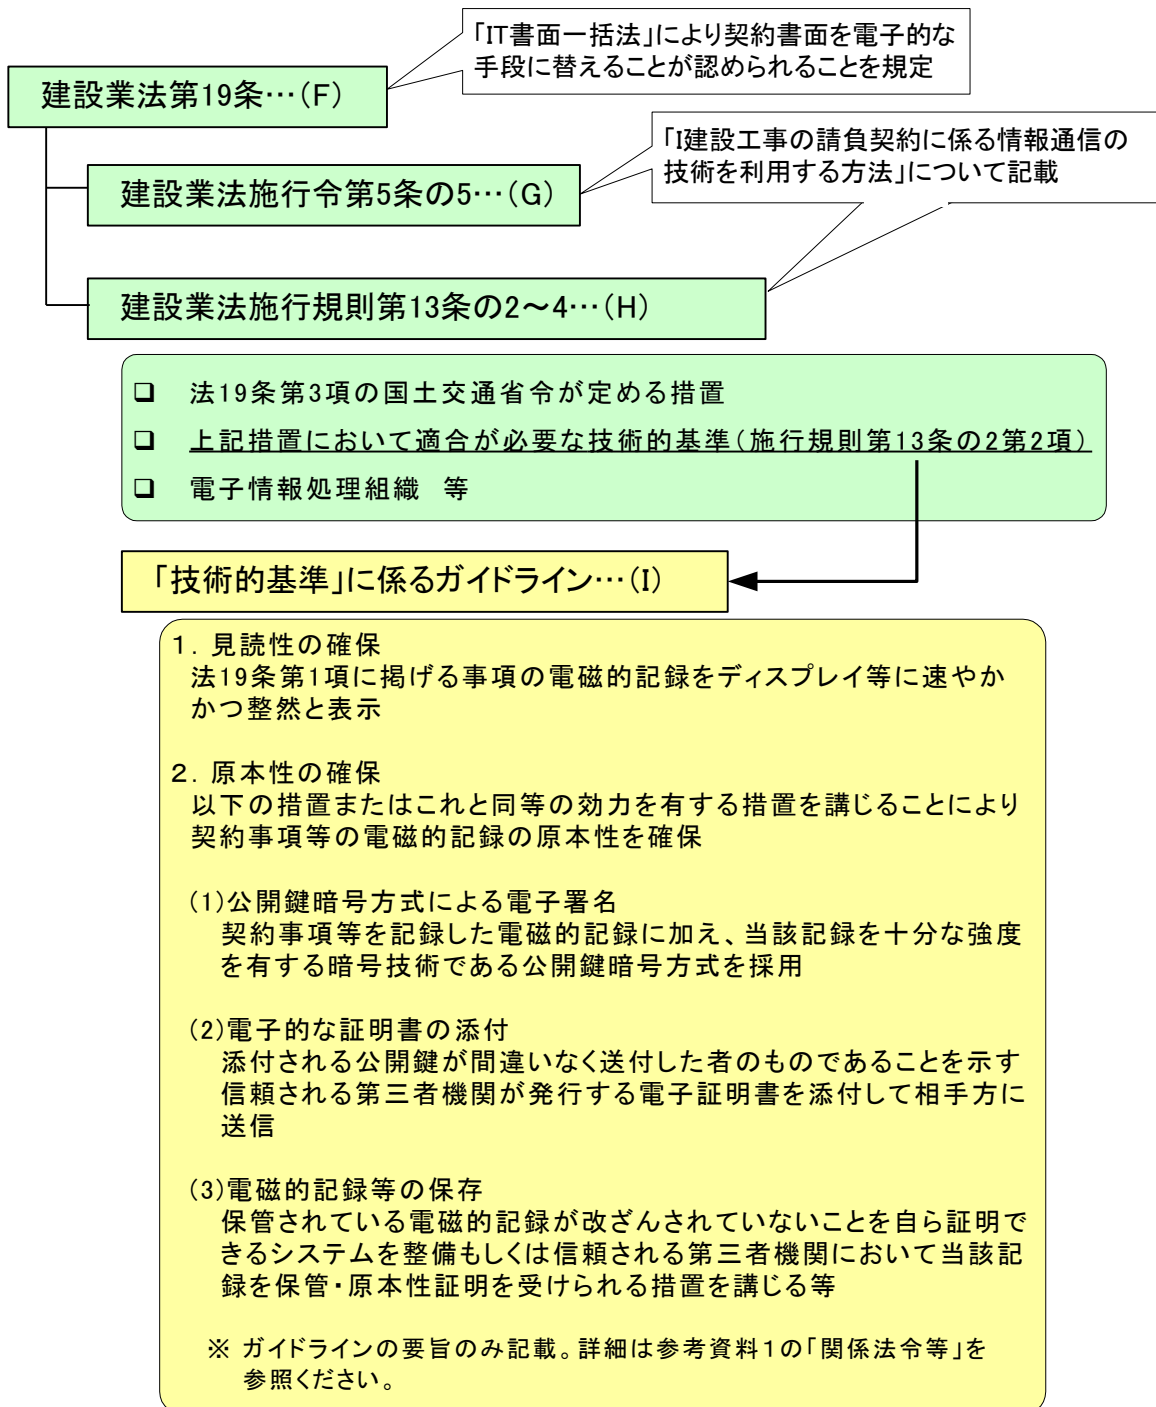 「IT書面一括法」により契約書面を電子的な
手段に替えることが認められることを規定
建設業法第19条…(F)
「I建設工事の請負契約に係る情報通信の
技術を利用する方法」について記載
建設業法施行令第5条の5…(G)
建設業法施行規則第13条の2～4…(H)
❑ 法19条第3項の国土交通省令が定める措置
❑ 上記措置において適合が必要な技術的基準(施行規則第13条の2第2項)
❑ 電子情報処理組織　等
「技術的基準」に係るガイドライン…(I)
１．見読性の確保
法19条第1項に掲げる事項の電磁的記録をディスプレイ等に速やか
かつ整然と表示
２．原本性の確保
以下の措置またはこれと同等の効力を有する措置を講じることにより
契約事項等の電磁的記録の原本性を確保
(1)公開鍵暗号方式による電子署名
契約事項等を記録した電磁的記録に加え、当該記録を十分な強度
を有する暗号技術である公開鍵暗号方式を採用
(2)電子的な証明書の添付
添付される公開鍵が間違いなく送付した者のものであることを示す
信頼される第三者機関が発行する電子証明書を添付して相手方に
送信
(3)電磁的記録等の保存
保管されている電磁的記録が改ざんされていないことを自ら証明で
きるシステムを整備もしくは信頼される第三者機関において当該記
録を保管・原本性証明を受けられる措置を講じる等
※ ガイドラインの要旨のみ記載。詳細は参考資料１の「関係法令等」を
参照ください。